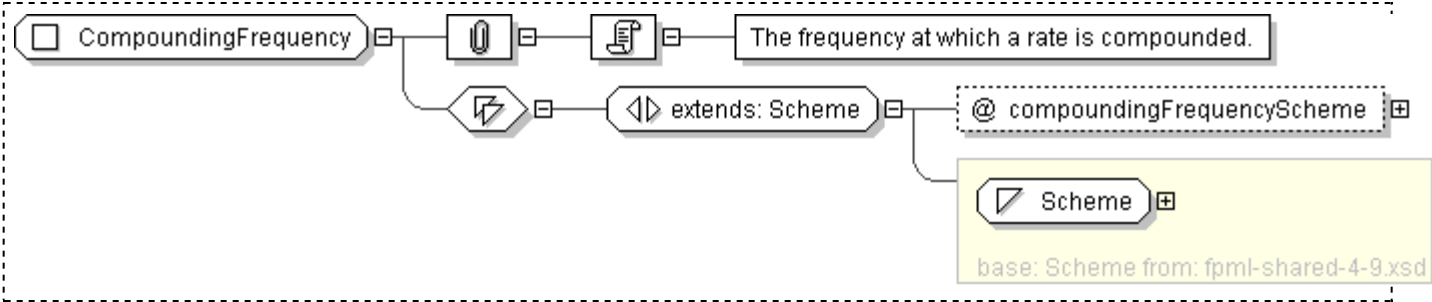 CompoundingFrequency
The frequency at which a rate is compounded.
extends: Scheme
@ compoundingFrequencyScheme
Scheme
base: Scheme from: fpml-shared-4-9.xsd